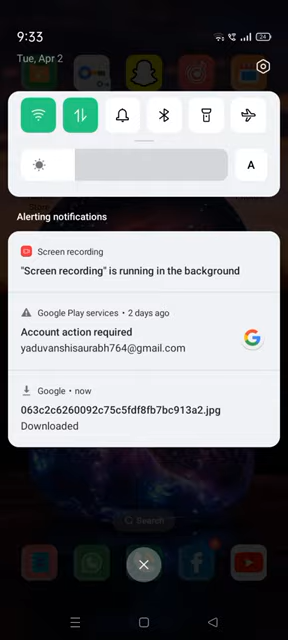 9:33
24
Tue, Apr 2
A
Alerting notifications
Screen recording
"Screen recording" is running in the background
Google Play services • 2 days ago
Account action required
yaduvanshisaurabh764@gmail.com
Google • now
063c2c6260092c75c5fdf8fb7bc913a2.jpg
Downloaded
Search